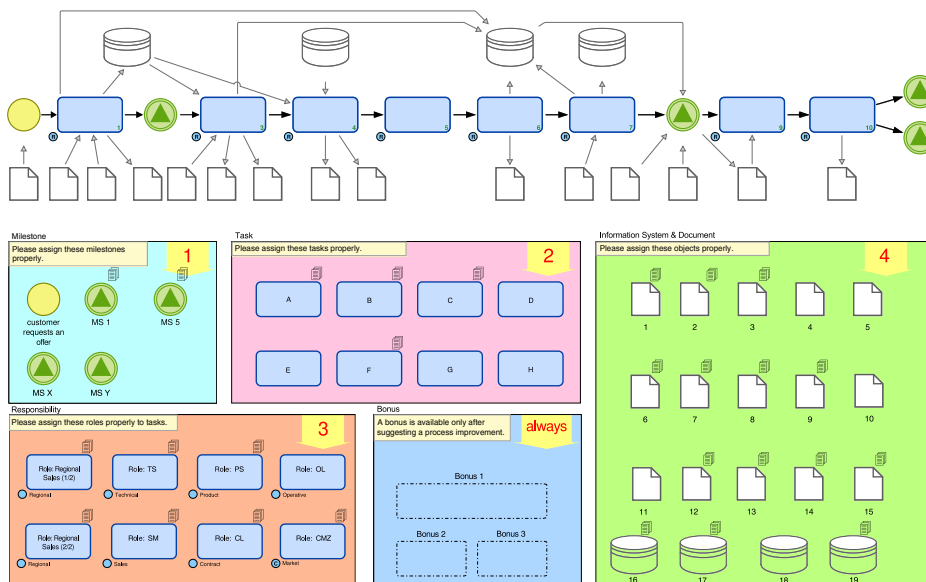 1
3
4
5
6
7
9
10
R
R
R
R
R
R
R
Milestone
Please assign these milestones
properly.
1
customer
requests an
offer
MS 1
MS 5
MS X
MS Y
Task
Please assign these tasks properly.
2
A
B
C
D
E
F
G
H
Information System & Document
Please assign these objects properly.
4
1
2
3
4
5
6
7
8
9
10
11
12
13
14
15
16
17
18
19
Responsibility
Please assign these roles properly to tasks.
3
Role: Regional
Sales (1/2)
Regional
Role: TS
Technical
Role: PS
Product
Role: OL
Operative
Role: Regional
Sales (2/2)
Regional
Role: SM
Sales
Role: CL
Contract
Role: CMZ
C
Market
Bonus
A bonus is available only after
suggesting a process improvement.
always
Bonus 1
Bonus 2
Bonus 3